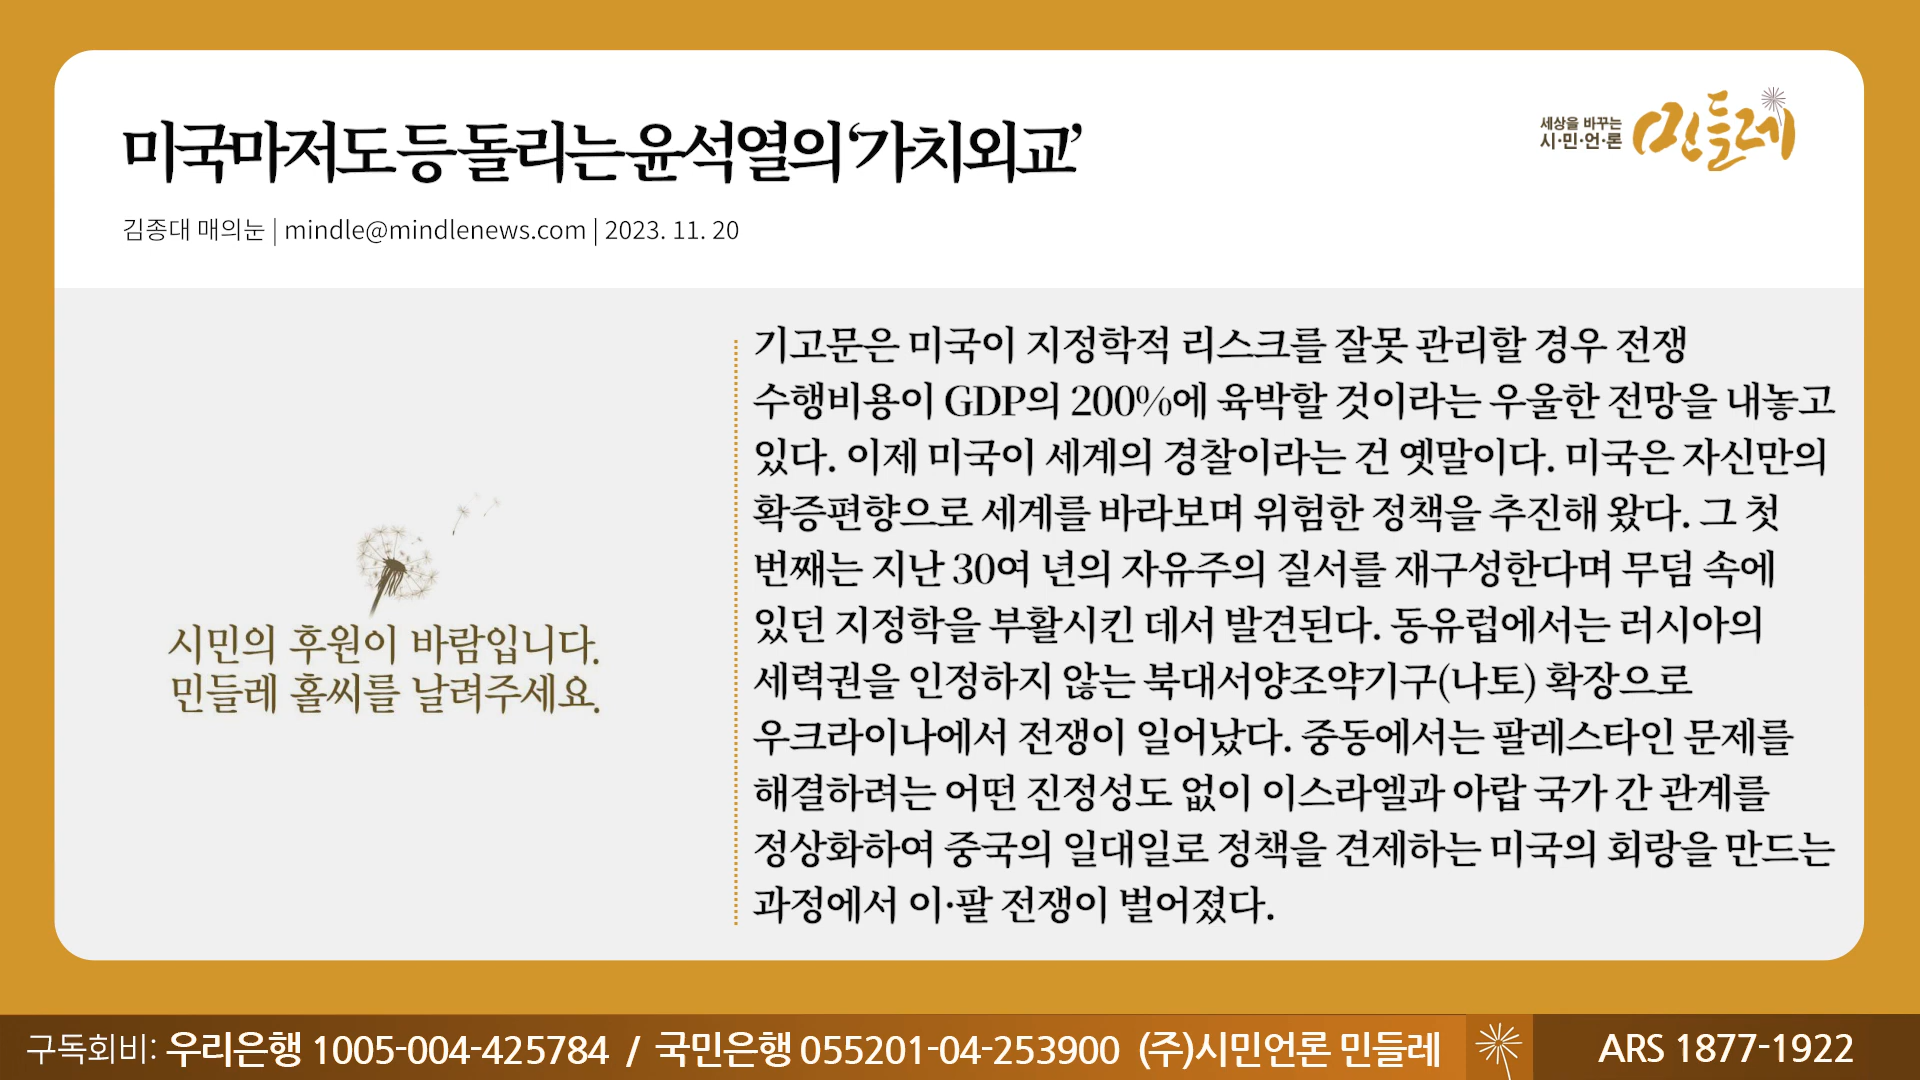 미국마저도 등 돌리는 윤석열의 ‘가치외교’
세상을 바꾸는
시·민·언·론
민들레
김종대 매의눈 | mindle@mindlenews.com | 2023. 11. 20
기고문은 미국이 지정학적 리스크를 잘못 관리할 경우 전쟁
수행비용이 GDP의 200%에 육박할 것이라는 우울한 전망을 내놓고
있다. 이제 미국이 세계의 경찰이라는 건 옛말이다. 미국은 자신만의
확증편향으로 세계를 바라보며 위험한 정책을 추진해 왔다. 그 첫
번째는 지난 30여 년의 자유주의 질서를 재구성한다며 무덤 속에
있던 지정학을 부활시킨 데서 발견된다. 동유럽에서는 러시아의
세력권을 인정하지 않는 북대서양조약기구(나토) 확장으로
우크라이나에서 전쟁이 일어났다. 중동에서는 팔레스타인 문제를
해결하려는 어떤 진정성도 없이 이스라엘과 아랍 국가 간 관계를
정상화하여 중국의 일대일로 정책을 견제하는 미국의 회랑을 만드는
과정에서 이·팔 전쟁이 벌어졌다.
시민의 후원이 바람입니다.
민들레 홀씨를 날려주세요.
구독회비: 우리은행 1005-004-425784 / 국민은행 055201-04-253900 (주)시민언론 민들레
ARS 1877-1922